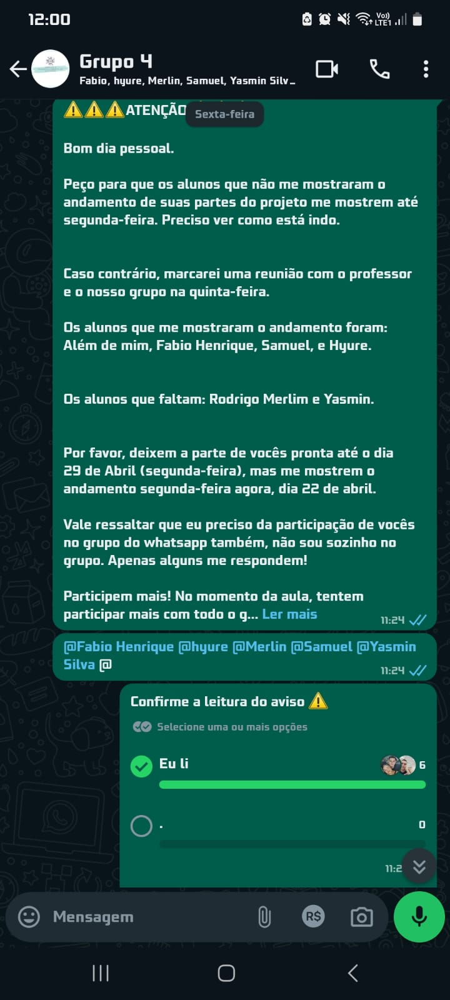 12:00
Vo))
LTE1
Grupo 4
Fabio, hyure, Merlin, Samuel, Yasmin Silv...
⚠️⚠️⚠️ATENÇÃO
Sexta-feira
Bom dia pessoal.
Peço para que os alunos que não me mostraram o
andamento de suas partes do projeto me mostrem até
segunda-feira. Preciso ver como está indo.
Caso contrário, marcarei uma reunião com o professor
e o nosso grupo na quinta-feira.
Os alunos que me mostraram o andamento foram:
Além de mim, Fabio Henrique, Samuel, e Hyure.
Os alunos que faltam: Rodrigo Merlim e Yasmin.
Por favor, deixem a parte de vocês pronta até o dia
29 de Abril (segunda-feira), mas me mostrem o
andamento segunda-feira agora, dia 22 de abril.
Vale ressaltar que eu preciso da participação de vocês
no grupo do whatsapp também, não sou sozinho no
grupo. Apenas alguns me respondem!
Participem mais! No momento da aula, tentem
participar mais com todo o g... Ler mais
11:24
@Fabio Henrique @hyure @Merlin @Samuel @Yasmin
Silva @
11:24
Confirme a leitura do aviso ⚠️
Selecione uma ou mais opções
Eu li
6
.
0
11:2
Mensagem
R$